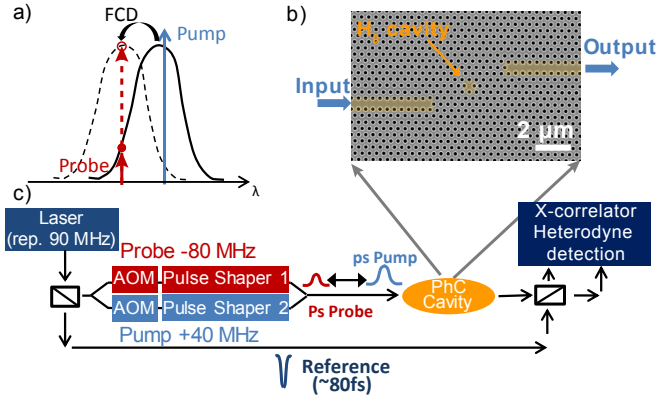 a)
FCD
Pump
Probe
λ
b)
H₀ cavity
Input
Output
2 μm
c)
Laser
(rep. 90 MHz)
Probe -80 MHz
AOM
Pulse Shaper 1
AOM
Pulse Shaper 2
Pump +40 MHz
ps Pump
Ps Probe
PhC
Cavity
X-correlator
Heterodyne
detection
Reference
(~80fs)